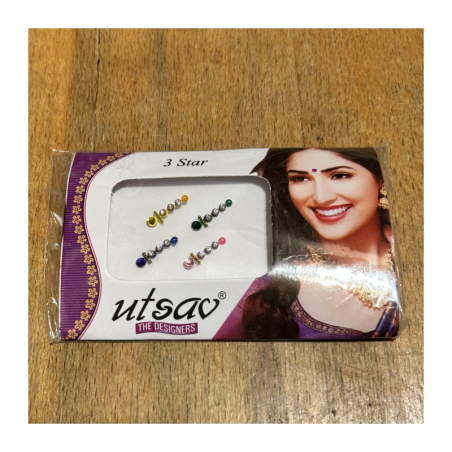 3 Star
utsav®
THE DESIGNERS